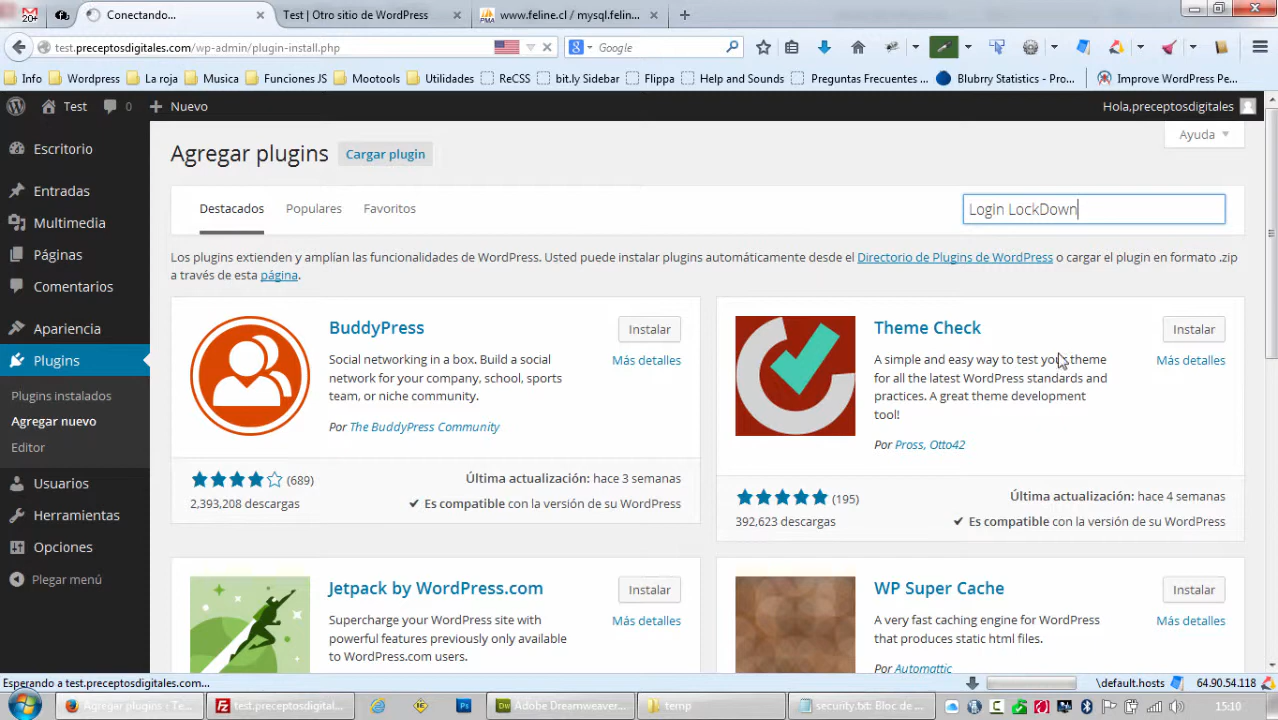 20+
Conectando...
Test | Otro sitio de WordPress
PMA
www.feline.cl / mysql.felin...
test.preceptosdigitales.com/wp-admin/plugin-install.php
Google
Info
Wordpress
La roja
Musica
Funciones JS
Mootools
Utilidades
ReCSS
bit.ly Sidebar
Flippa
Help and Sounds
Preguntas Frecuentes ...
Blubrry Statistics - Pro...
Improve WordPress Pe...
Test
0
Nuevo
Hola,preceptosdigitales
Escritorio
Entradas
Multimedia
Páginas
Comentarios
Apariencia
Plugins
Plugins instalados
Agregar nuevo
Editor
Usuarios
Herramientas
Opciones
Plegar menú
Ayuda
Agregar plugins
Cargar plugin
Destacados
Populares
Favoritos
Login LockDown
Los plugins extienden y amplían las funcionalidades de WordPress. Usted puede instalar plugins automáticamente desde el Directorio de Plugins de WordPress o cargar el plugin en formato .zip
a través de esta página.
BuddyPress
Instalar
Más detalles
Social networking in a box. Build a social
network for your company, school, sports
team, or niche community.
Por The BuddyPress Community
(689)
2,393,208 descargas
Última actualización: hace 3 semanas
Es compatible con la versión de su WordPress
Theme Check
Instalar
Más detalles
A simple and easy way to test your theme
for all the latest WordPress standards and
practices. A great theme development
tool!
Por Pross, Otto42
(195)
392,623 descargas
Última actualización: hace 4 semanas
Es compatible con la versión de su WordPress
Jetpack by WordPress.com
Instalar
Más detalles
Supercharge your WordPress site with
powerful features previously only available
to WordPress.com users.
WP Super Cache
Instalar
Más detalles
A very fast caching engine for WordPress
that produces static html files.
Por Automattic
Esperando a test.preceptosdigitales.com...
\default.hosts
64.90.54.118
Agregar plugins ‹ T...
test.preceptosdigital...
Adobe Dreamweaver...
temp
security.txt: Bloc de ...
15:10